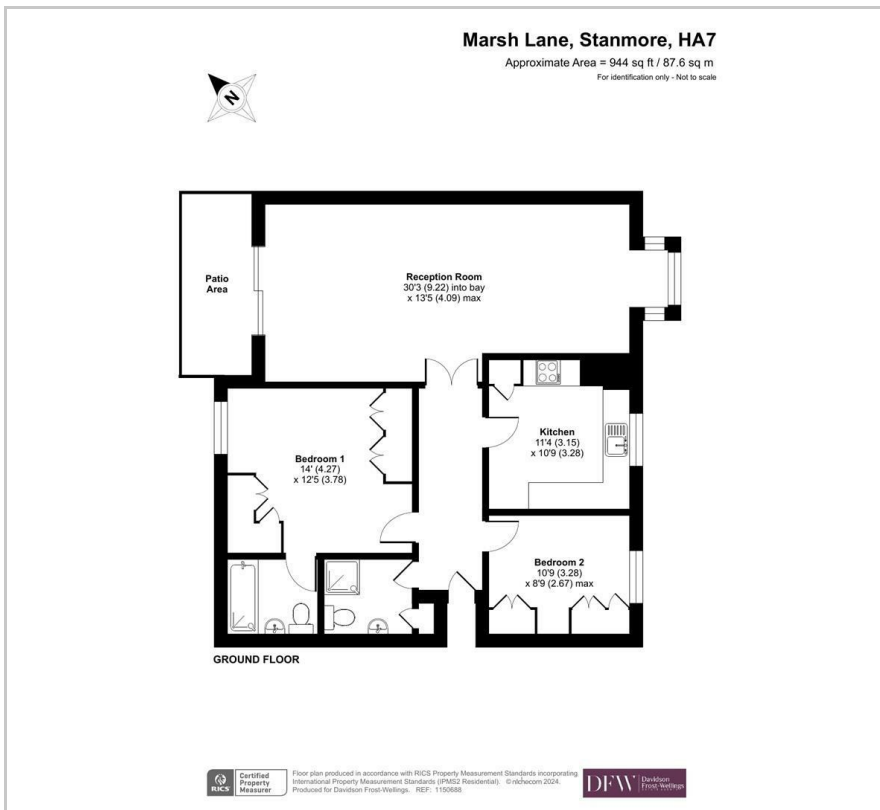 Marsh Lane, Stanmore, HA7
Approximate Area = 944 sq ft / 87.6 sq m
For identification only - Not to scale
N
Patio
Area
Reception Room
30'3 (9.22) into bay
x 13'5 (4.09) max
Kitchen
11'4 (3.15)
x 10'9 (3.28)
Bedroom 1
14' (4.27)
x 12'5 (3.78)
Bedroom 2
10'9 (3.28)
x 8'9 (2.67) max
GROUND FLOOR
RICS
Certified
Property
Measurer
Floor plan produced in accordance with RICS Property Measurement Standards incorporating
International Property Measurement Standards (IPMS2 Residential). © nichecom 2024.
Produced for Davidson Frost-Wellings. REF: 1150688
DFW
Davidson
Frost-Wellings